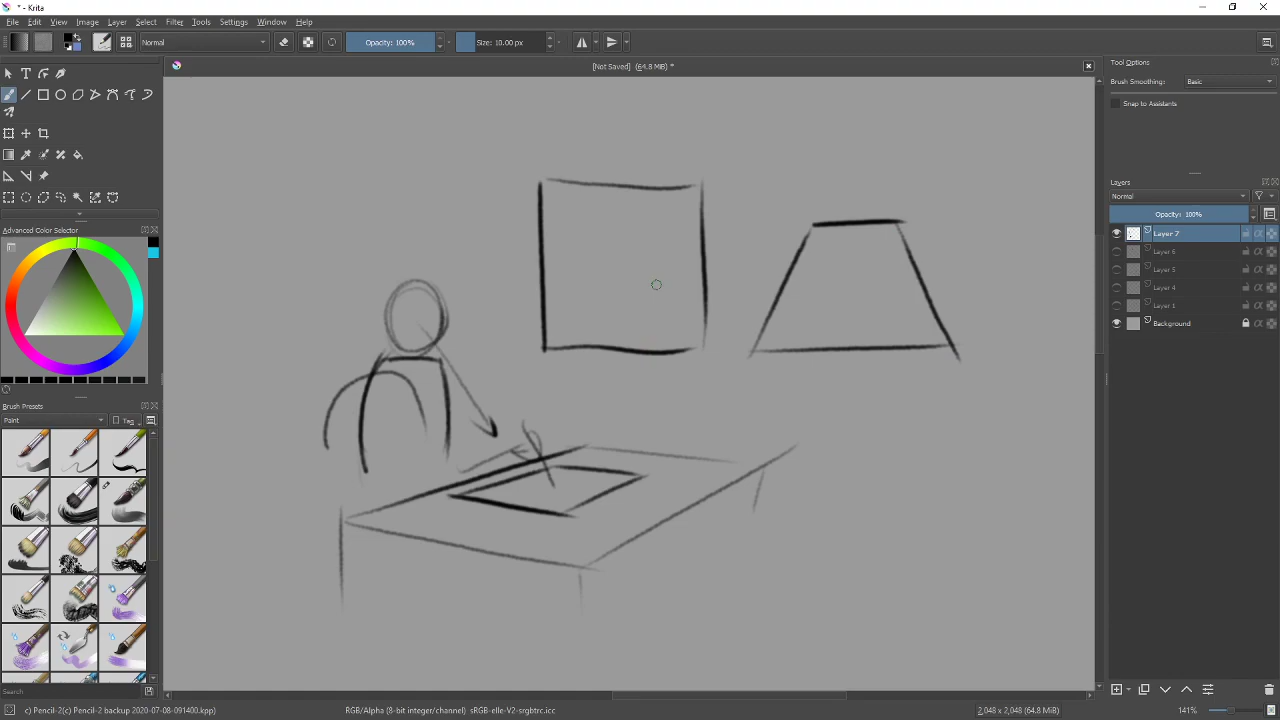 * - Krita
File Edit View Image Layer Select Filter Tools Settings Window Help
Normal Opacity: 100% Size: 10.00 px
[Not Saved] (64.8 MiB) *
Tool Options
Brush Smoothing: Basic
Snap to Assistants
Layers
Normal
Opacity: 100%
Layer 7
Layer 6
Layer 5
Layer 4
Layer 1
Background
Advanced Color Selector
Brush Presets
Paint Tag
Search
c) Pencil-2(c) Pencil-2 backup 2020-07-08-091400.kpp) RGB/Alpha (8-bit integer/channel) sRGB-elle-V2-srgbtrc.icc 2,048 x 2,048 (64.8 MiB) 141%